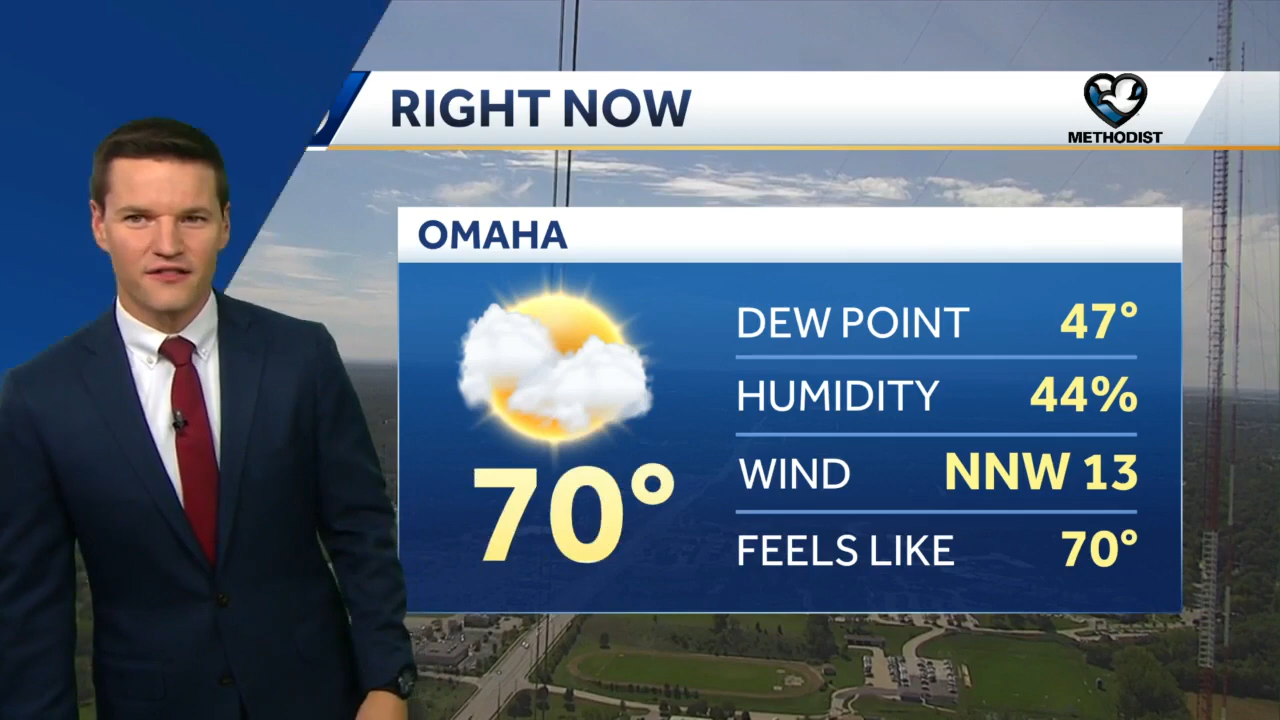 RIGHT NOW
METHODIST
OMAHA
70°
DEW POINT 47°
HUMIDITY 44%
WIND NNW 13
FEELS LIKE 70°